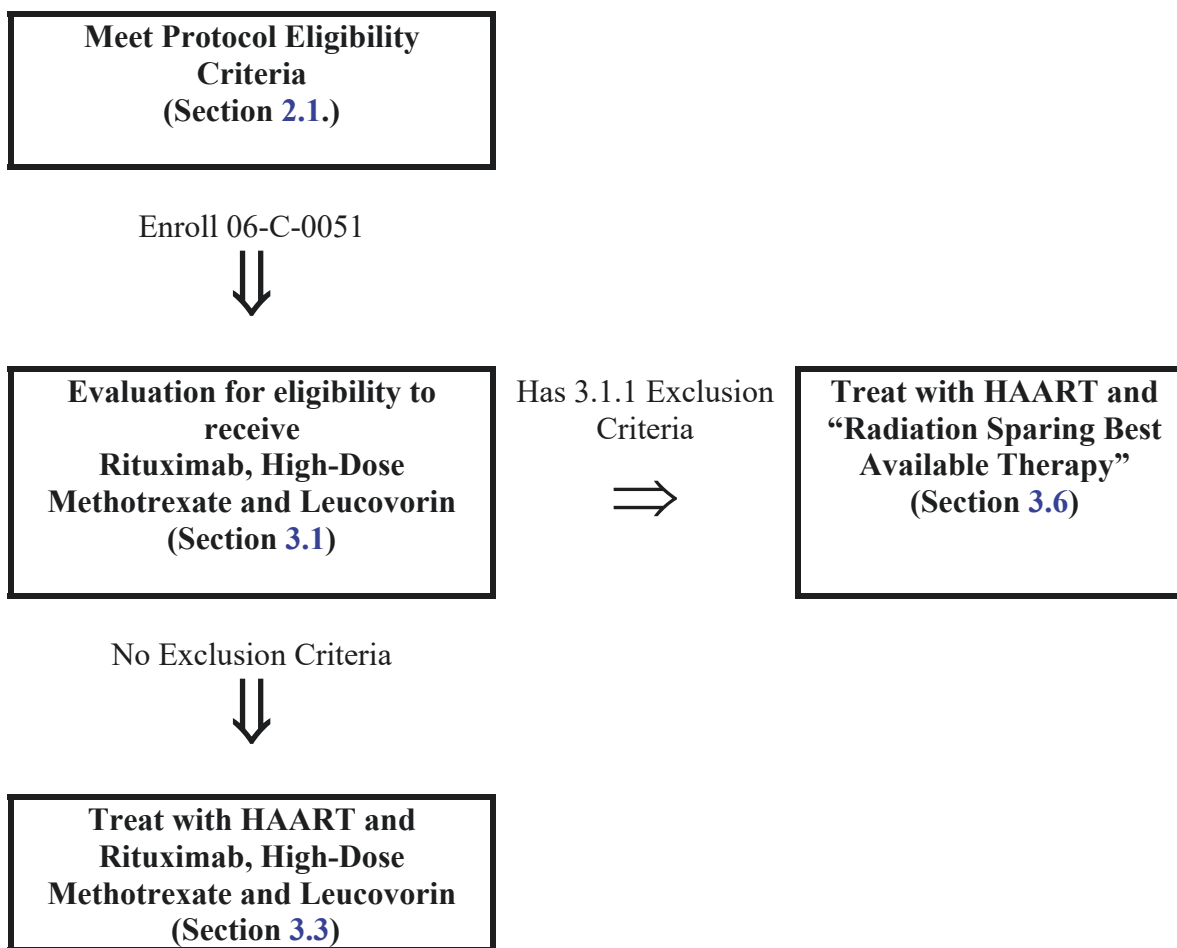 Meet Protocol Eligibility
Criteria
(Section 2.1.)
Enroll 06-C-0051
⇓
Evaluation for eligibility to
receive
Rituximab, High-Dose
Methotrexate and Leucovorin
(Section 3.1)
Has 3.1.1 Exclusion
Criteria
⇒
Treat with HAART and
“Radiation Sparing Best
Available Therapy”
(Section 3.6)
No Exclusion Criteria
⇓
Treat with HAART and
Rituximab, High-Dose
Methotrexate and Leucovorin
(Section 3.3)